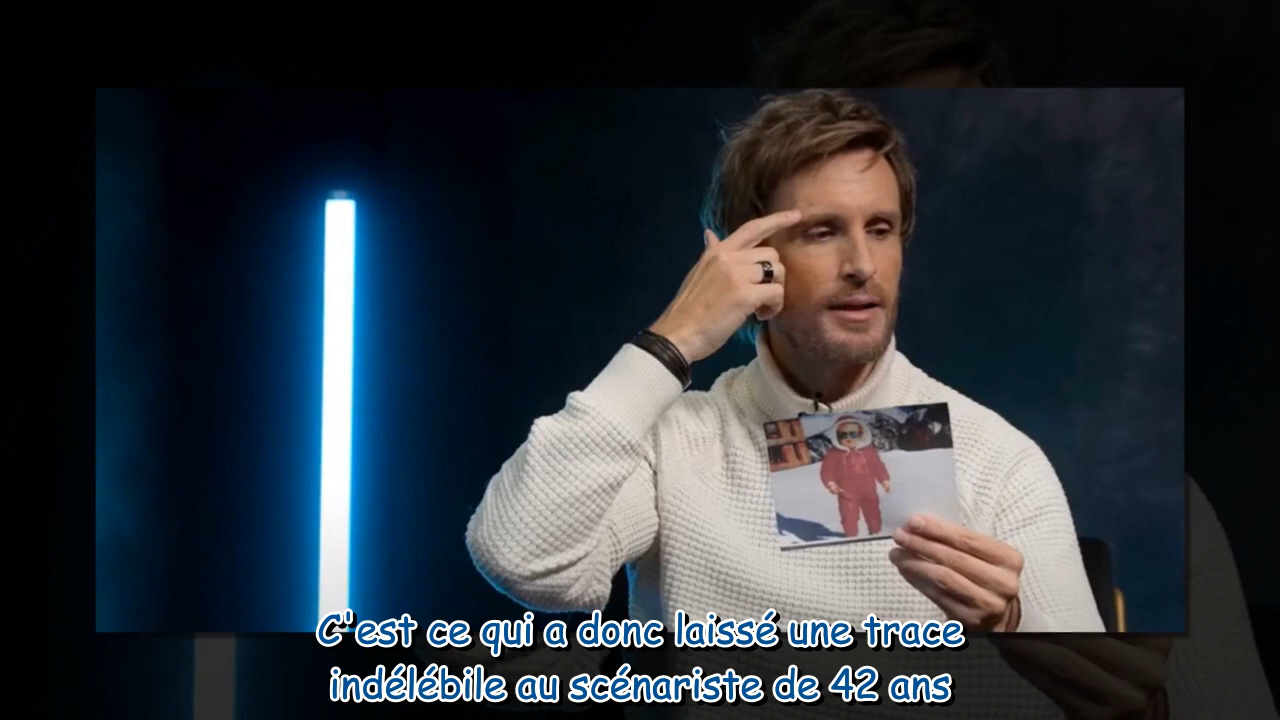 C'est ce qui a donc laissé une trace
indélébile au scénariste de 42 ans